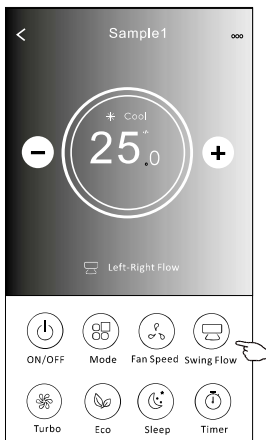 Sample1
Cool
25.0
Left-Right Flow
ON/OFF Mode Fan Speed Swing Flow
Turbo Eco Sleep Timer